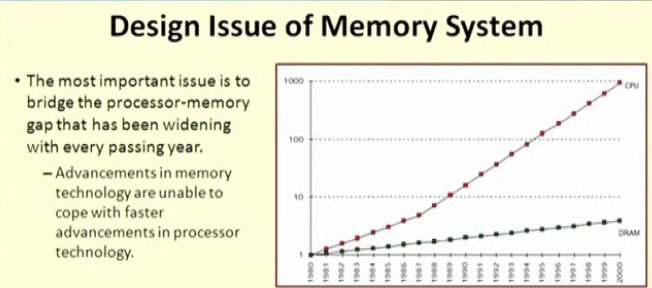 Design Issue of Memory System
• The most important issue is to
bridge the processor-memory
gap that has been widening
with every passing year.
– Advancements in memory
technology are unable to
cope with faster
advancements in processor
technology.
1000
100
10
1
CPU
DRAM
1980
1981
1982
1983
1984
1985
1986
1987
1988
1989
1990
1991
1992
1993
1994
1995
1996
1997
1998
1999
2000